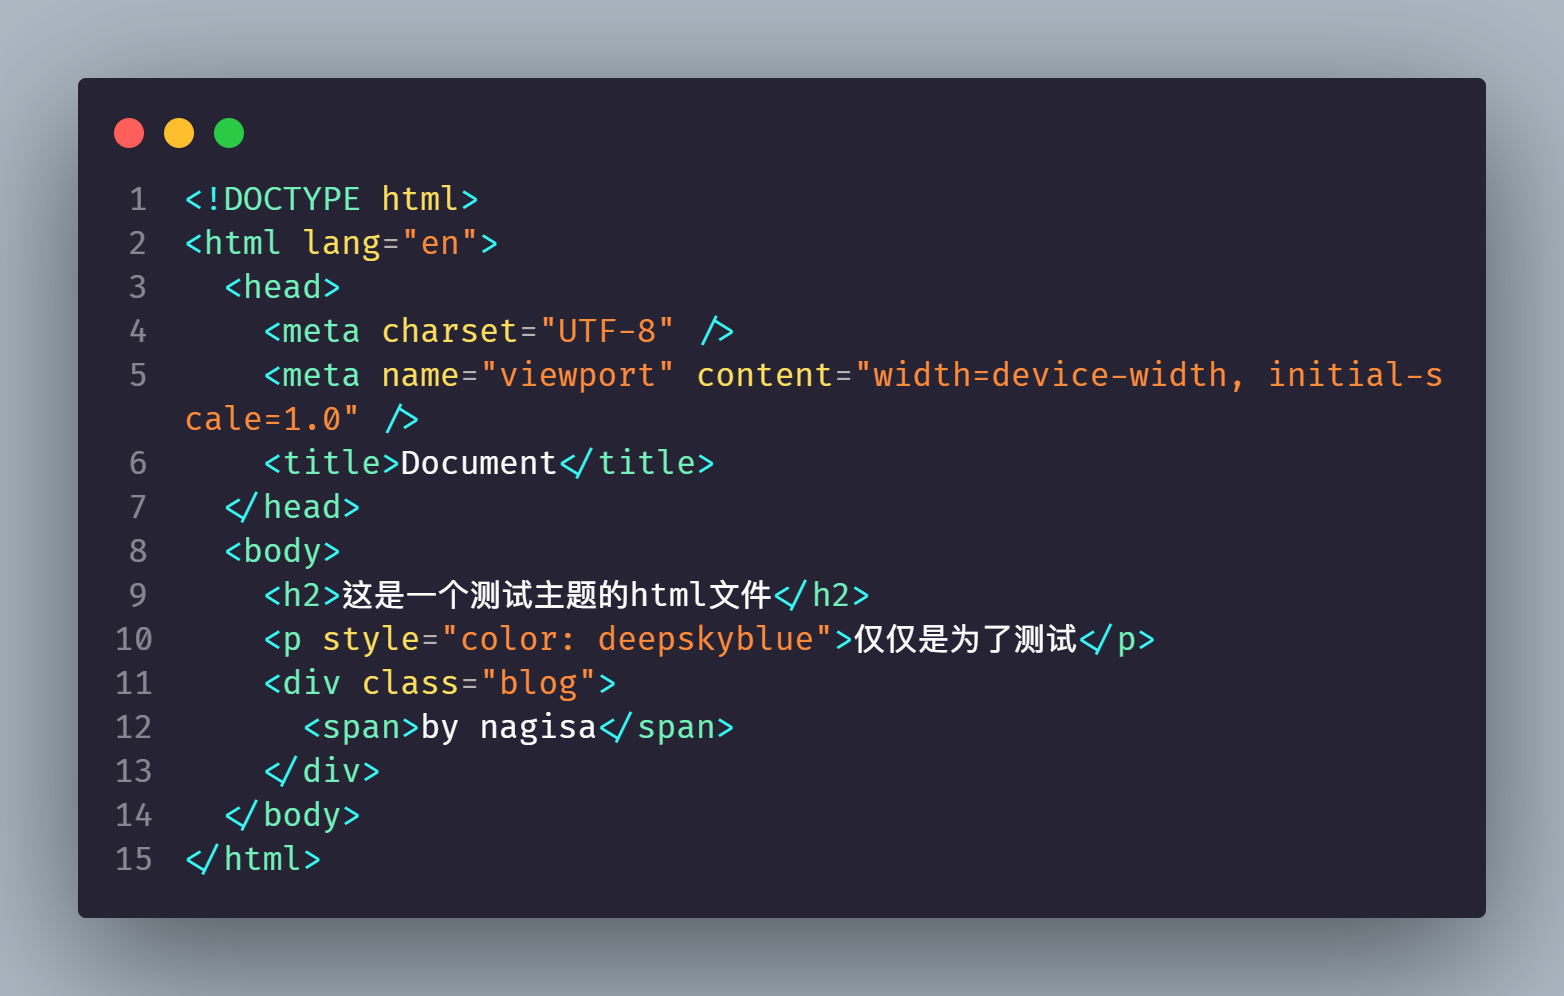 1 <!DOCTYPE html>
2 <html lang="en">
3   <head>
4     <meta charset="UTF-8" />
5     <meta name="viewport" content="width=device-width, initial-s
cale=1.0" />
6     <title>Document</title>
7   </head>
8   <body>
9     <h2>这是一个测试主题的html文件</h2>
10     <p style="color: deepskyblue">仅仅是为了测试</p>
11     <div class="blog">
12       <span>by nagisa</span>
13     </div>
14   </body>
15 </html>